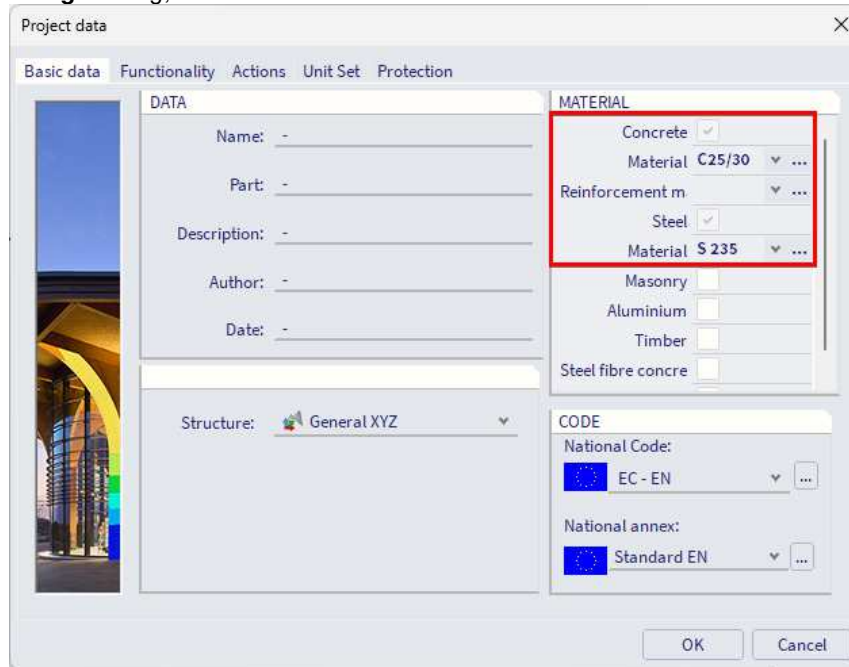 Project data
Basic data Functionality Actions Unit Set Protection
DATA
Name: -
Part: -
Description: -
Author: -
Date: -
Structure: General XYZ
MATERIAL
Concrete
Material C25/30 ...
Reinforcement m ...
Steel
Material S 235 ...
Masonry
Aluminium
Timber
Steel fibre concre
CODE
National Code:
EC - EN ...
National annex:
Standard EN ...
OK Cancel